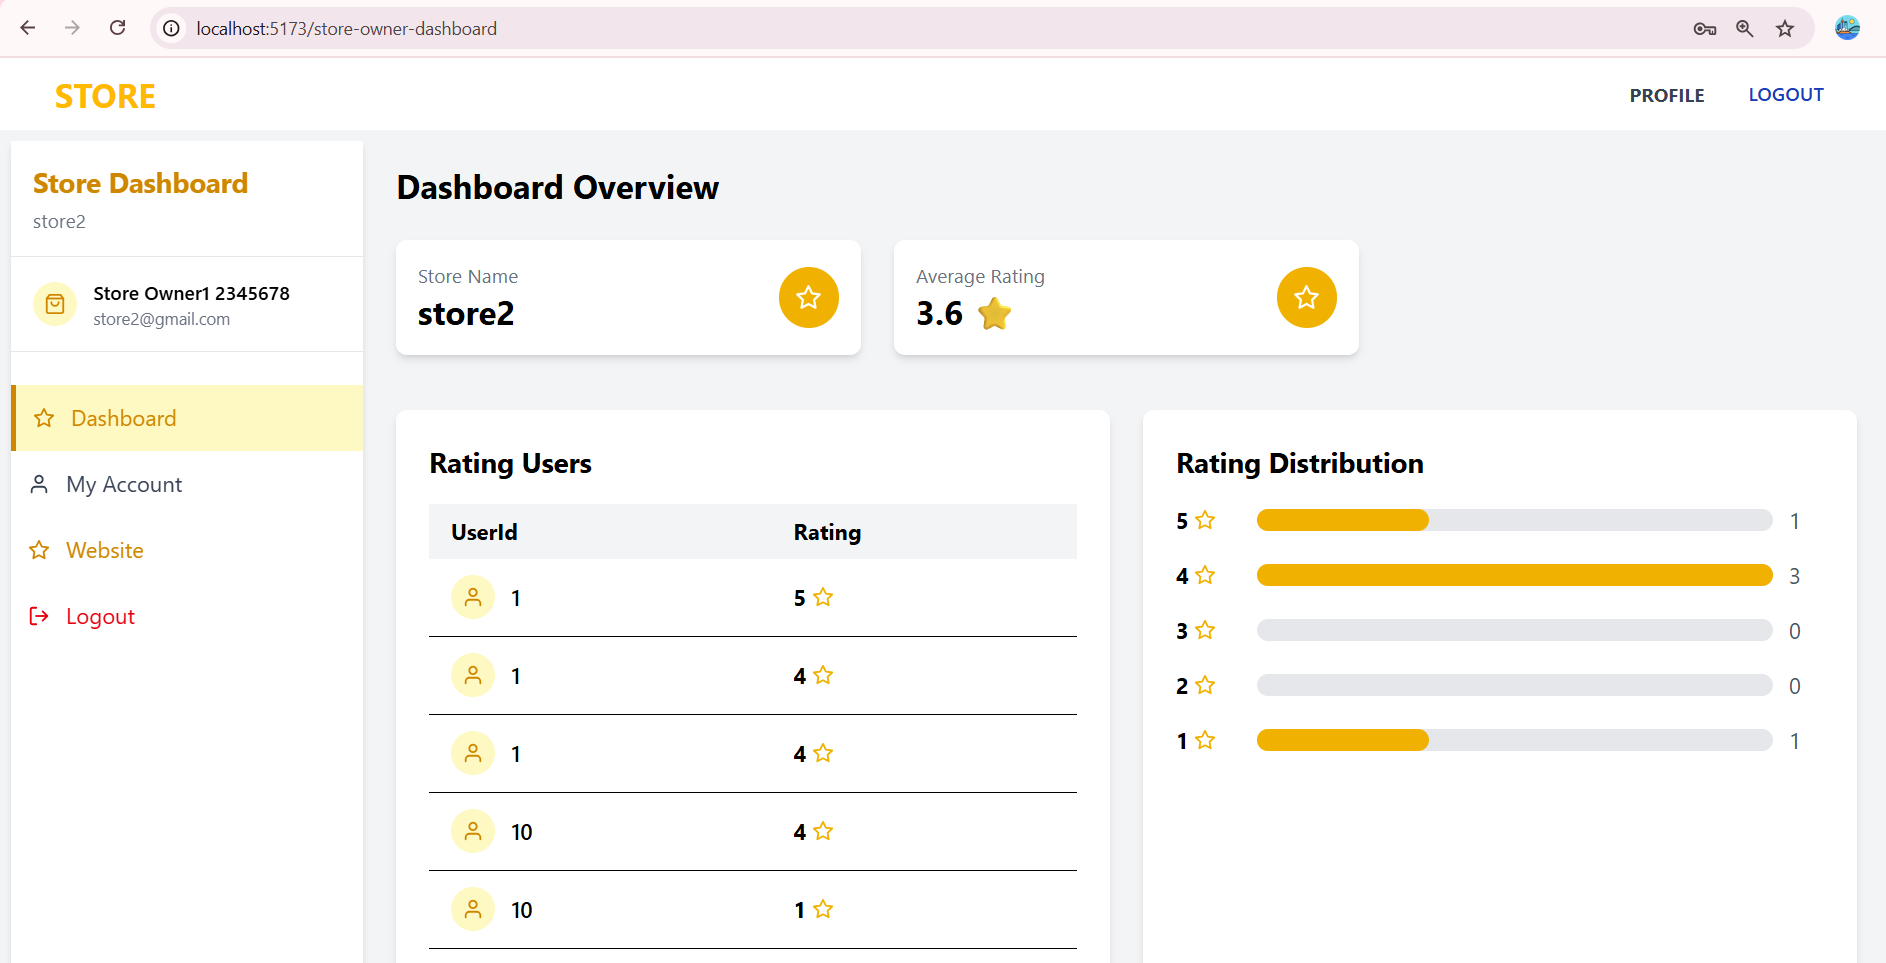 localhost:5173/store-owner-dashboard
STORE
PROFILE
LOGOUT
Store Dashboard
store2
Store Owner1 2345678
store2@gmail.com
Dashboard
My Account
Website
Logout
Dashboard Overview
Store Name
store2
Average Rating
3.6
Rating Users
UserId Rating
1 5
1 4
1 4
10 4
10 1
Rating Distribution
5 1
4 3
3 0
2 0
1 1